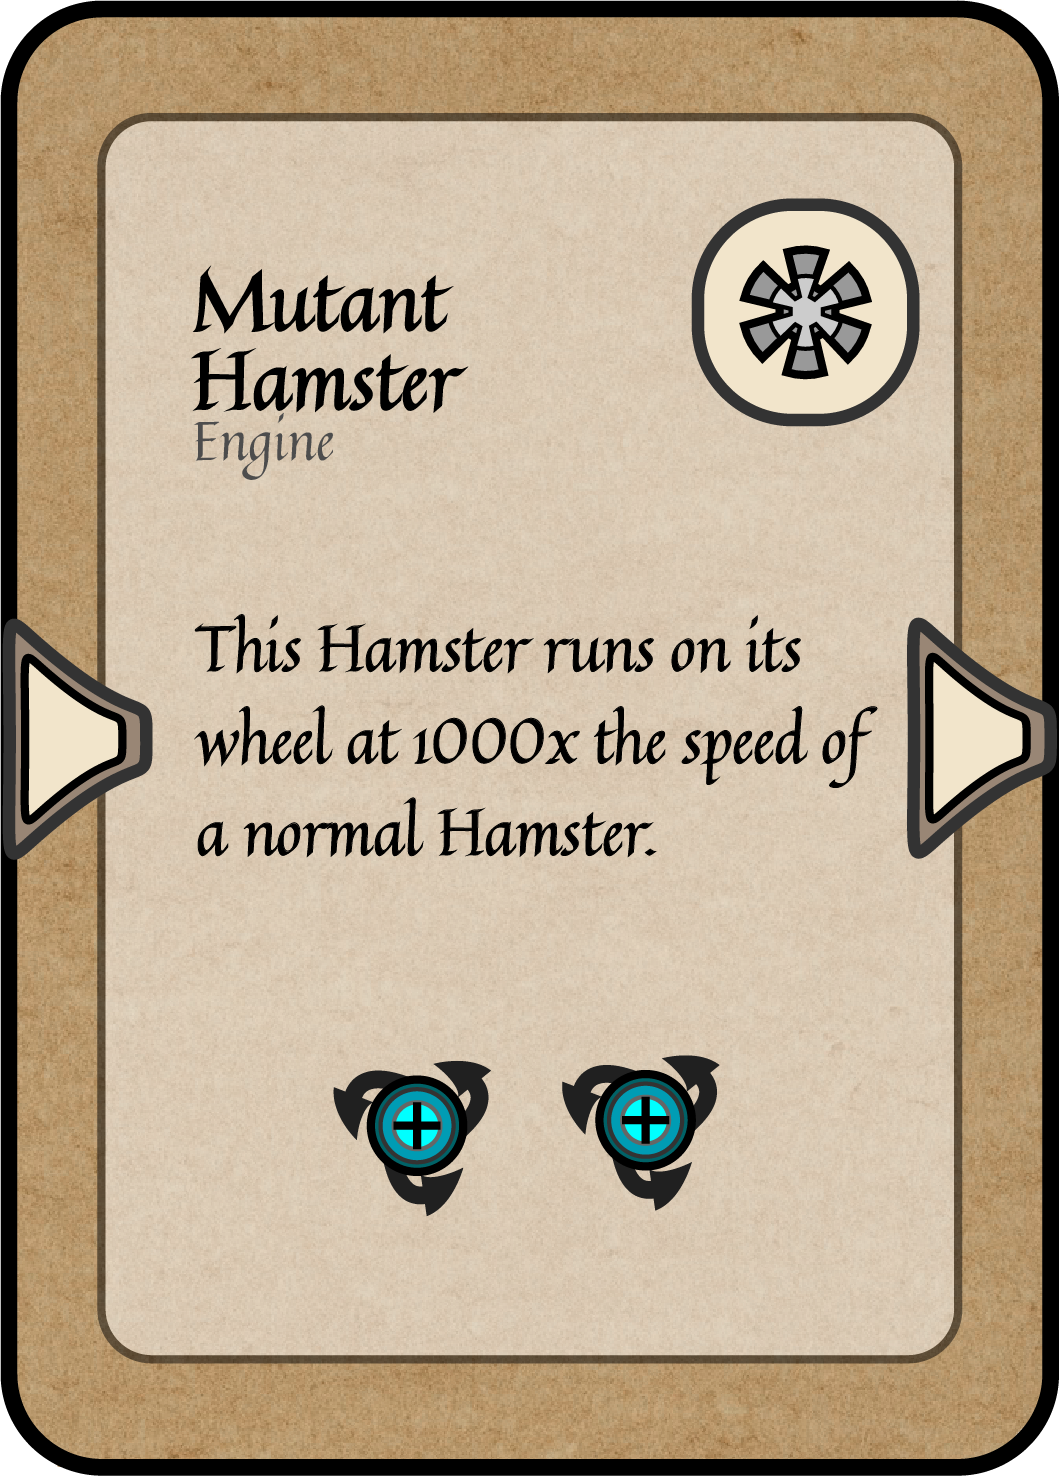 Mutant
Hamster
Engine
This Hamster runs on its
wheel at 1000x the speed of
a normal Hamster.